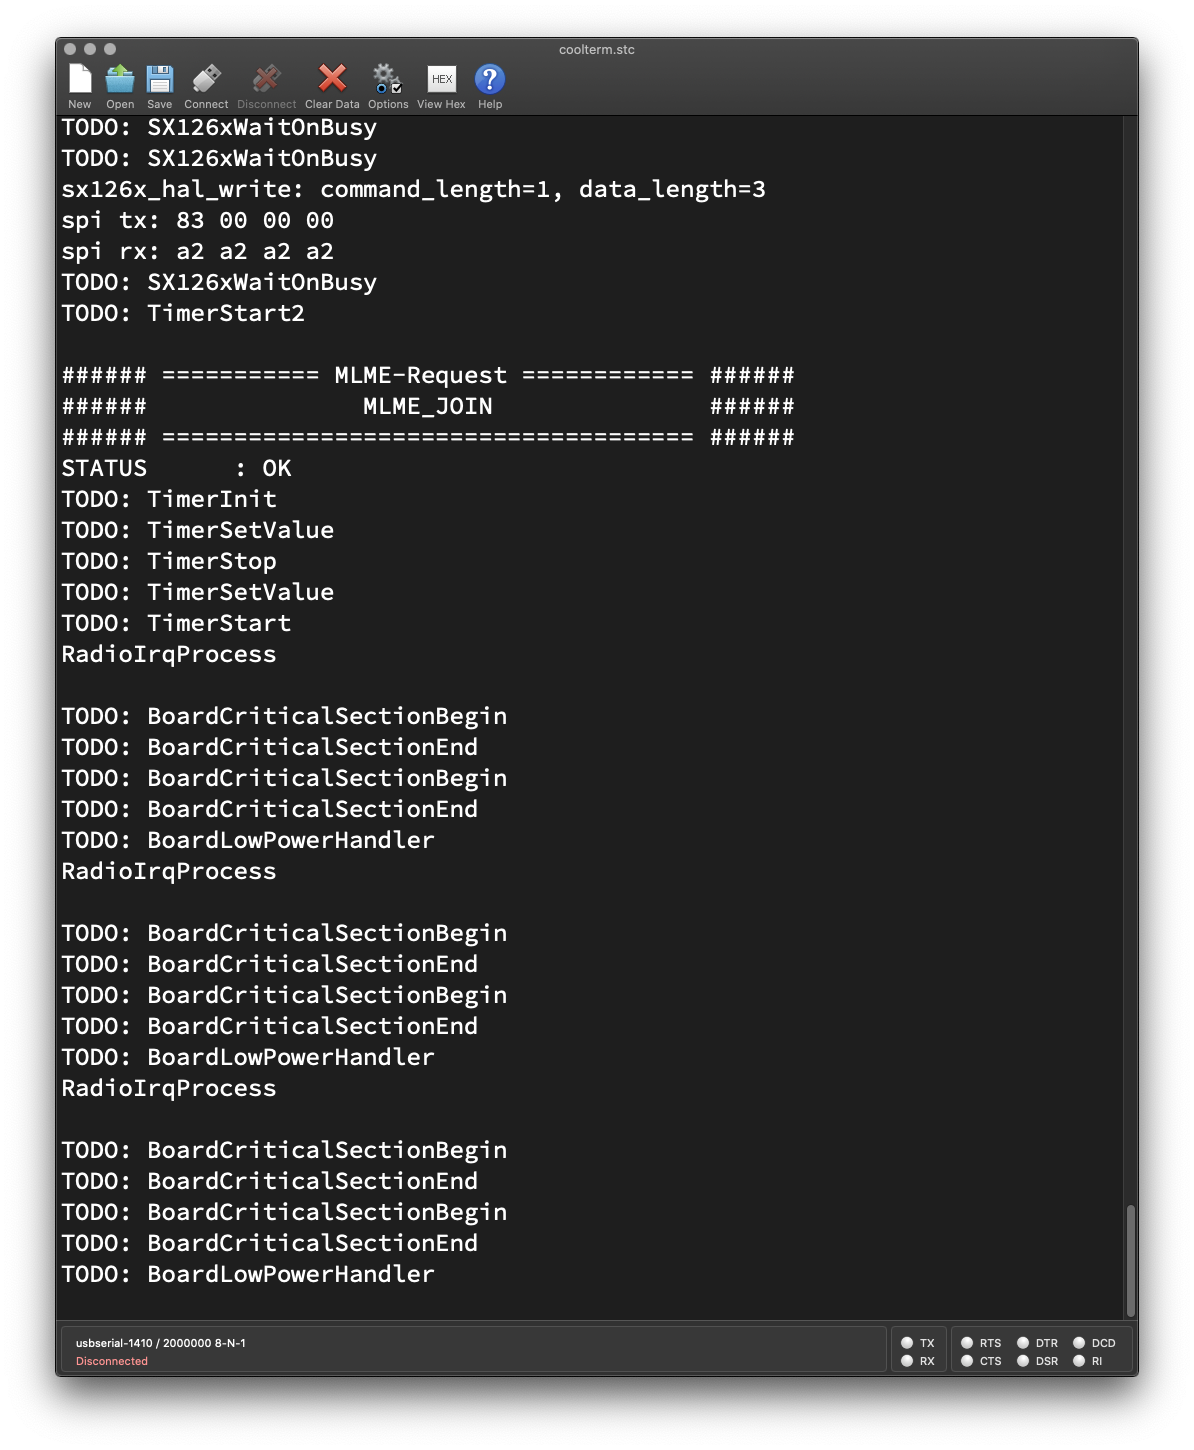 coolterm.stc
New Open Save Connect Disconnect Clear Data Options View Hex Help
HEX
?
TODO: SX126xWaitOnBusy
TODO: SX126xWaitOnBusy
sx126x_hal_write: command_length=1, data_length=3
spi tx: 83 00 00 00
spi rx: a2 a2 a2 a2
TODO: SX126xWaitOnBusy
TODO: TimerStart2
###### =========== MLME-Request ============ ######
######               MLME_JOIN               ######
###### ===================================== ######
STATUS      : OK
TODO: TimerInit
TODO: TimerSetValue
TODO: TimerStop
TODO: TimerSetValue
TODO: TimerStart
RadioIrqProcess
TODO: BoardCriticalSectionBegin
TODO: BoardCriticalSectionEnd
TODO: BoardCriticalSectionBegin
TODO: BoardCriticalSectionEnd
TODO: BoardLowPowerHandler
RadioIrqProcess
TODO: BoardCriticalSectionBegin
TODO: BoardCriticalSectionEnd
TODO: BoardCriticalSectionBegin
TODO: BoardCriticalSectionEnd
TODO: BoardLowPowerHandler
RadioIrqProcess
TODO: BoardCriticalSectionBegin
TODO: BoardCriticalSectionEnd
TODO: BoardCriticalSectionBegin
TODO: BoardCriticalSectionEnd
TODO: BoardLowPowerHandler
usbserial-1410 / 2000000 8-N-1
Disconnected
TX RTS DTR DCD
RX CTS DSR RI